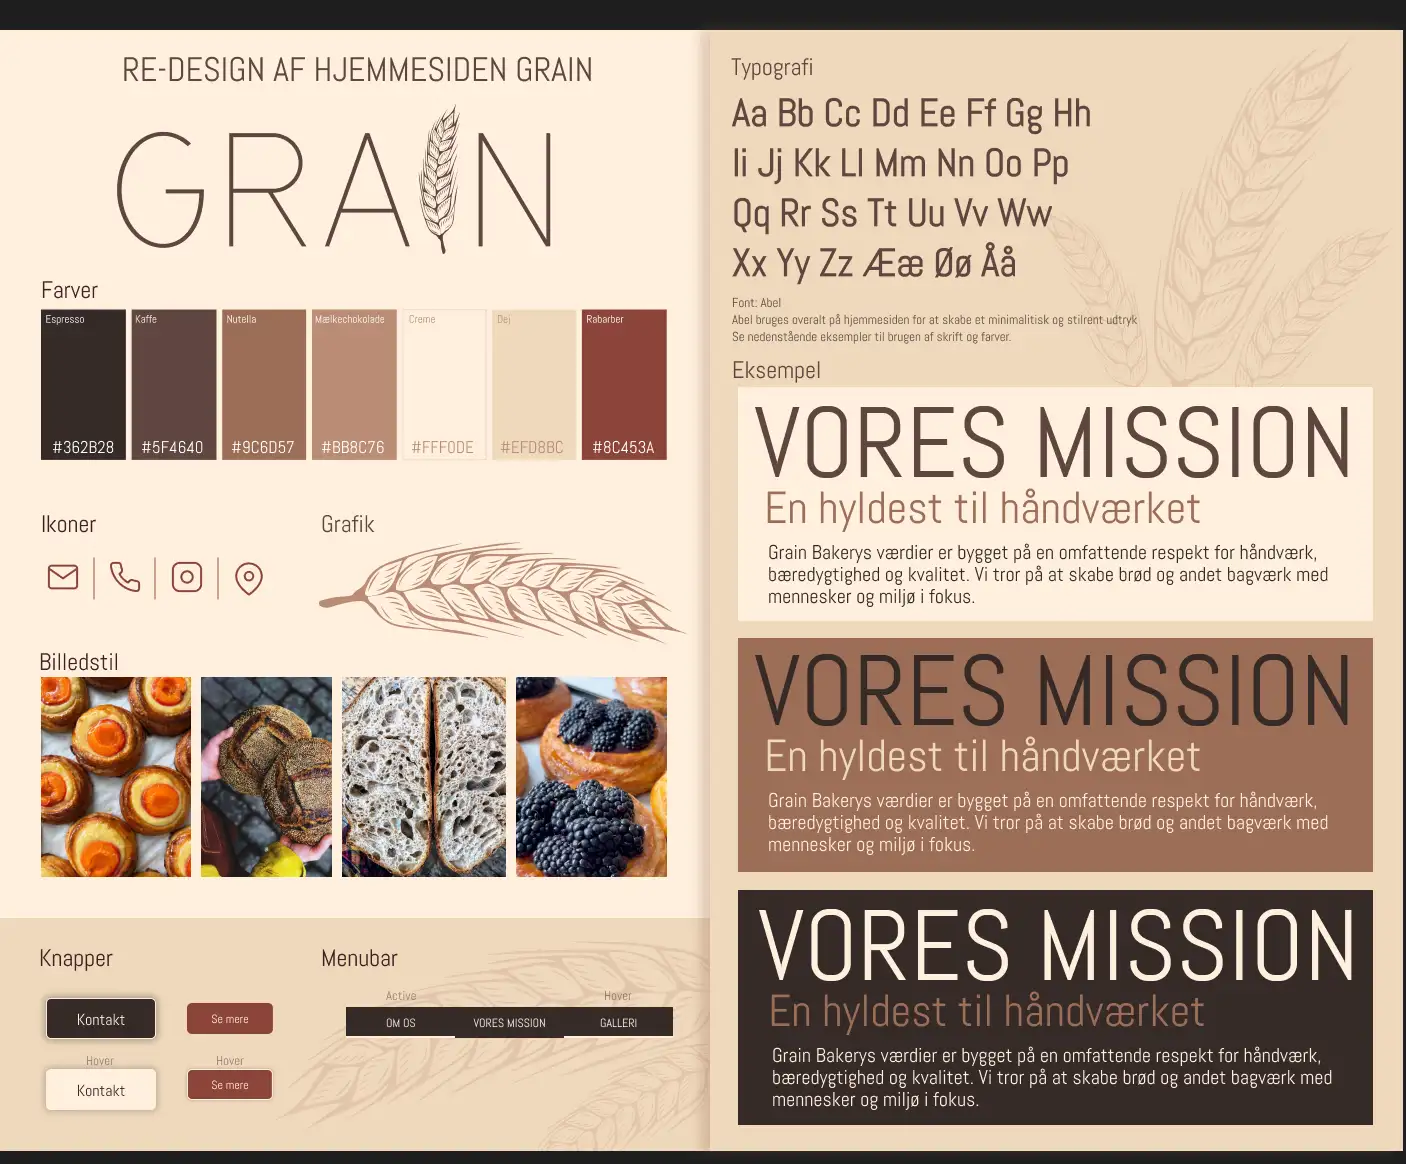 RE-DESIGN AF HJEMMESIDEN GRAIN
GRAIN
Farver
Espresso
#362B28
Kaffe
#5F4640
Nutella
#9C6D57
Mælkechokolade
#BB8C76
Creme
#FFF0DE
Dej
#EFD8BC
Rabarber
#8C453A
Ikoner
Grafik
Billedstil
Knapper
Kontakt
Se mere
Hover
Hover
Kontakt
Se mere
Menubar
Active
Hover
OM OS
VORES MISSION
GALLERI
Typografi
Aa Bb Cc Dd Ee Ff Gg Hh
Ii Jj Kk Ll Mm Nn Oo Pp
Qq Rr Ss Tt Uu Vv Ww
Xx Yy Zz Ææ Øø Åå
Font: Abel
Abel bruges overalt på hjemmesiden for at skabe et minimalitisk og stilrent udtryk
Se nedenstående eksempler til brugen af skrift og farver.
Eksempel
VORES MISSION
En hyldest til håndværket
Grain Bakerys værdier er bygget på en omfattende respekt for håndværk,
bæredygtighed og kvalitet. Vi tror på at skabe brød og andet bagværk med
mennesker og miljø i fokus.
VORES MISSION
En hyldest til håndværket
Grain Bakerys værdier er bygget på en omfattende respekt for håndværk,
bæredygtighed og kvalitet. Vi tror på at skabe brød og andet bagværk med
mennesker og miljø i fokus.
VORES MISSION
En hyldest til håndværket
Grain Bakerys værdier er bygget på en omfattende respekt for håndværk,
bæredygtighed og kvalitet. Vi tror på at skabe brød og andet bagværk med
mennesker og miljø i fokus.